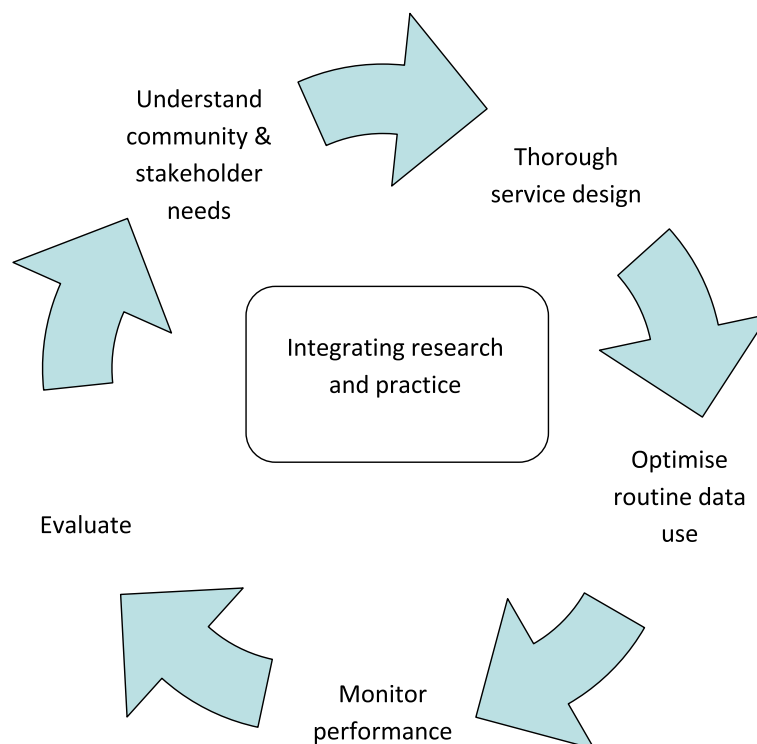 Understand
community &
stakeholder
needs
Thorough
service design
Integrating research
and practice
Optimise
routine data
use
Evaluate
Monitor
performance